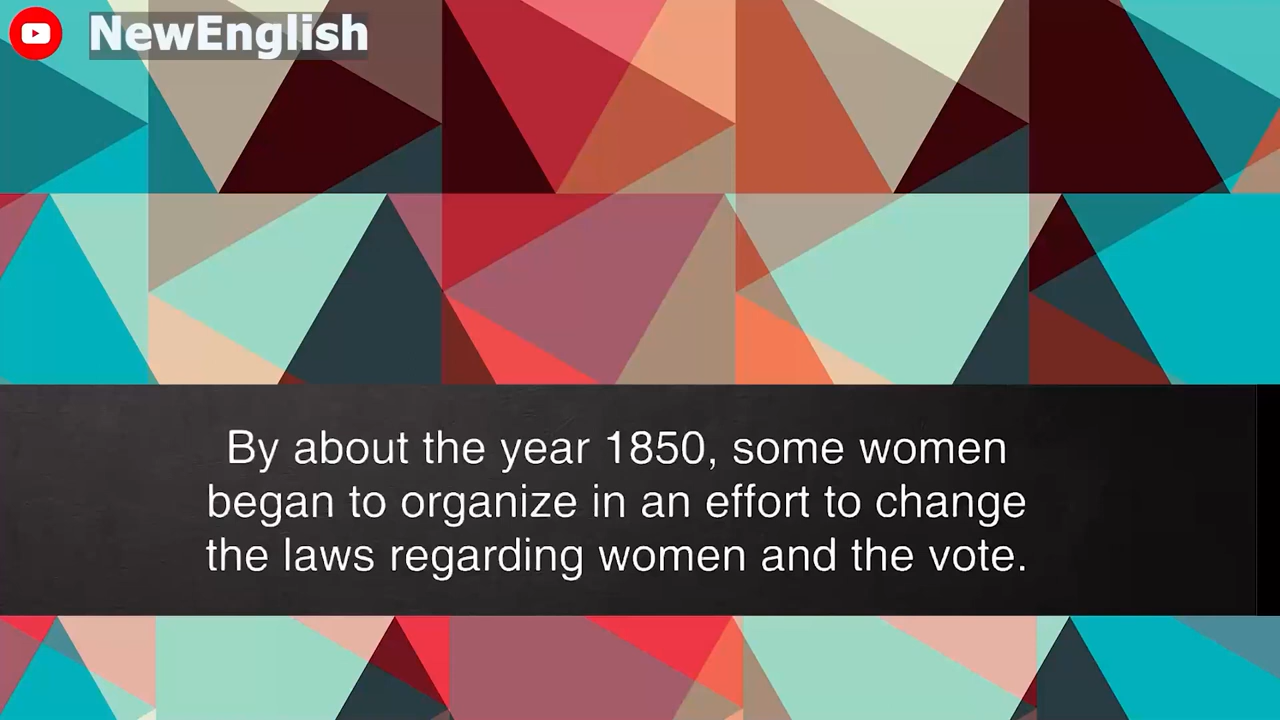 NewEnglish
By about the year 1850, some women
began to organize in an effort to change
the laws regarding women and the vote.